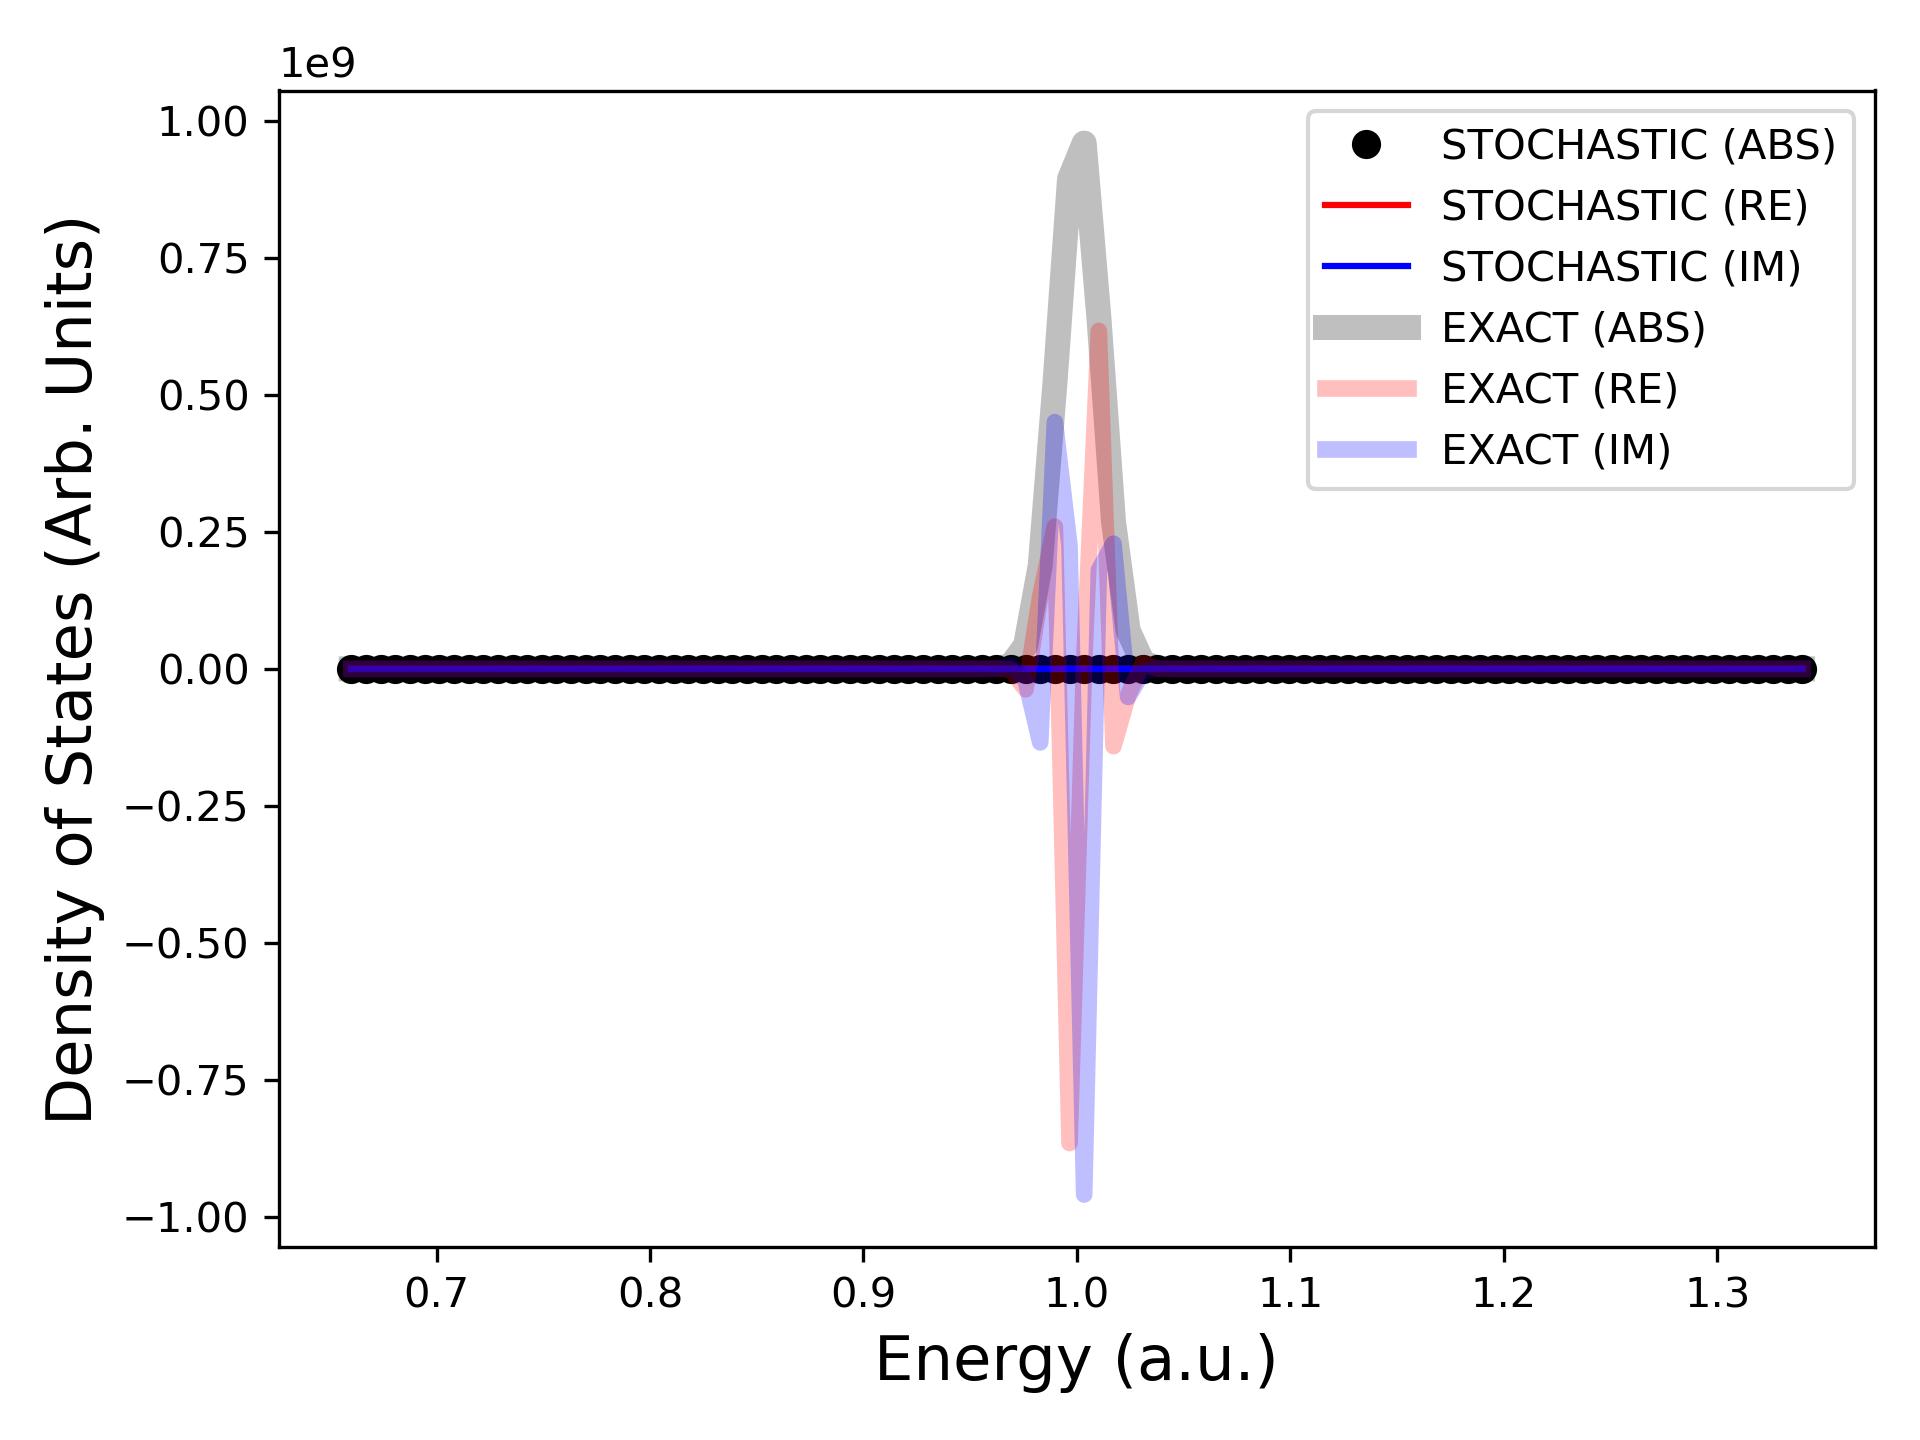 1e9
1.00
0.75
0.50
0.25
0.00
−0.25
−0.50
−0.75
−1.00
Density of States (Arb. Units)
STOCHASTIC (ABS)
STOCHASTIC (RE)
STOCHASTIC (IM)
EXACT (ABS)
EXACT (RE)
EXACT (IM)
0.7 0.8 0.9 1.0 1.1 1.2 1.3
Energy (a.u.)